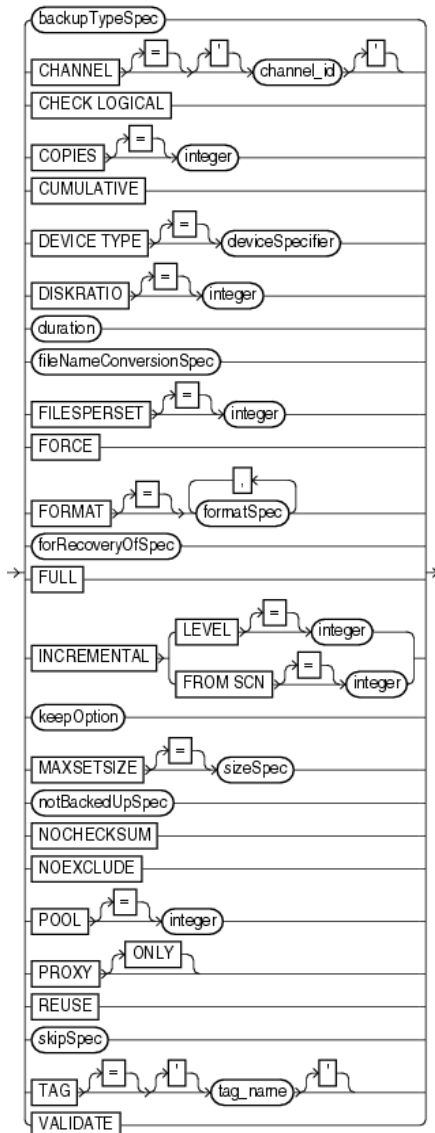 backupTypeSpec
CHANNEL = ' channel_id '
CHECK LOGICAL
COPIES = integer
CUMULATIVE
DEVICE TYPE = deviceSpecifier
DISKRATIO = integer
duration
fileNameConversionSpec
FILESPERSET = integer
FORCE
FORMAT = , formatSpec
forRecoveryOfSpec
FULL
INCREMENTAL
LEVEL = integer
FROM SCN = integer
keepOption
MAXSETSIZE = sizeSpec
notBackedUpSpec
NOCHECKSUM
NOEXCLUDE
POOL = integer
PROXY ONLY
REUSE
skipSpec
TAG = ' tag_name '
VALIDATE